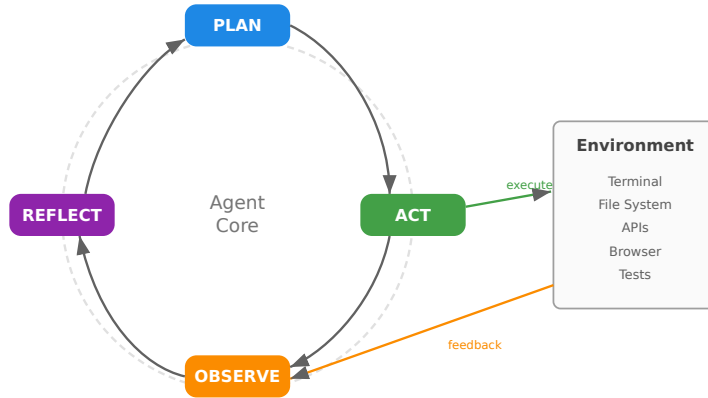 PLAN
Environment
Terminal
execute
File System
REFLECT
Agent
Core
ACT
APIs
Browser
Tests
feedback
OBSERVE